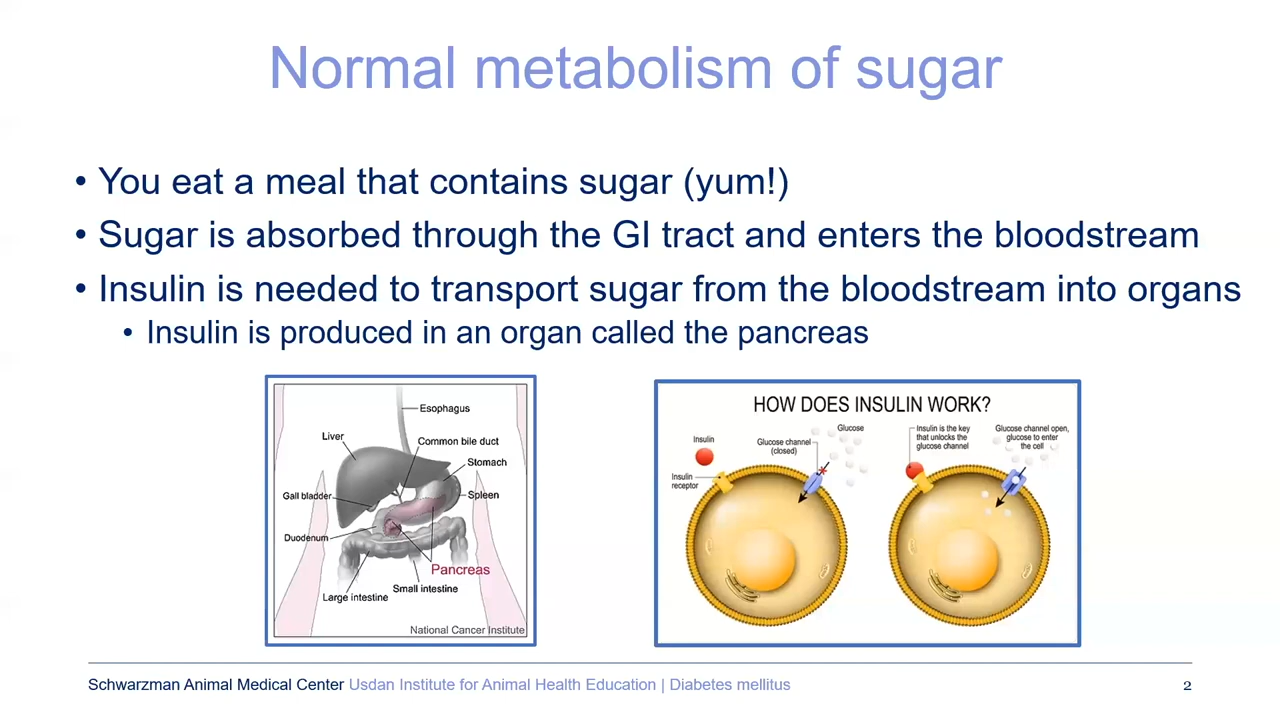 Normal metabolism of sugar
• You eat a meal that contains sugar (yum!)
• Sugar is absorbed through the GI tract and enters the bloodstream
• Insulin is needed to transport sugar from the bloodstream into organs
• Insulin is produced in an organ called the pancreas
Esophagus
Liver
Common bile duct
Stomach
Gall bladder
Spleen
Duodenum
Pancreas
Small intestine
Large intestine
National Cancer Institute
HOW DOES INSULIN WORK?
Insulin
Glucose channel
(closed)
Glucose
Insulin
receptor
Insulin is the key
that unlocks the
glucose channel
Glucose channel open,
glucose to enter
the cell
Schwarzman Animal Medical Center Usdan Institute for Animal Health Education | Diabetes mellitus
2